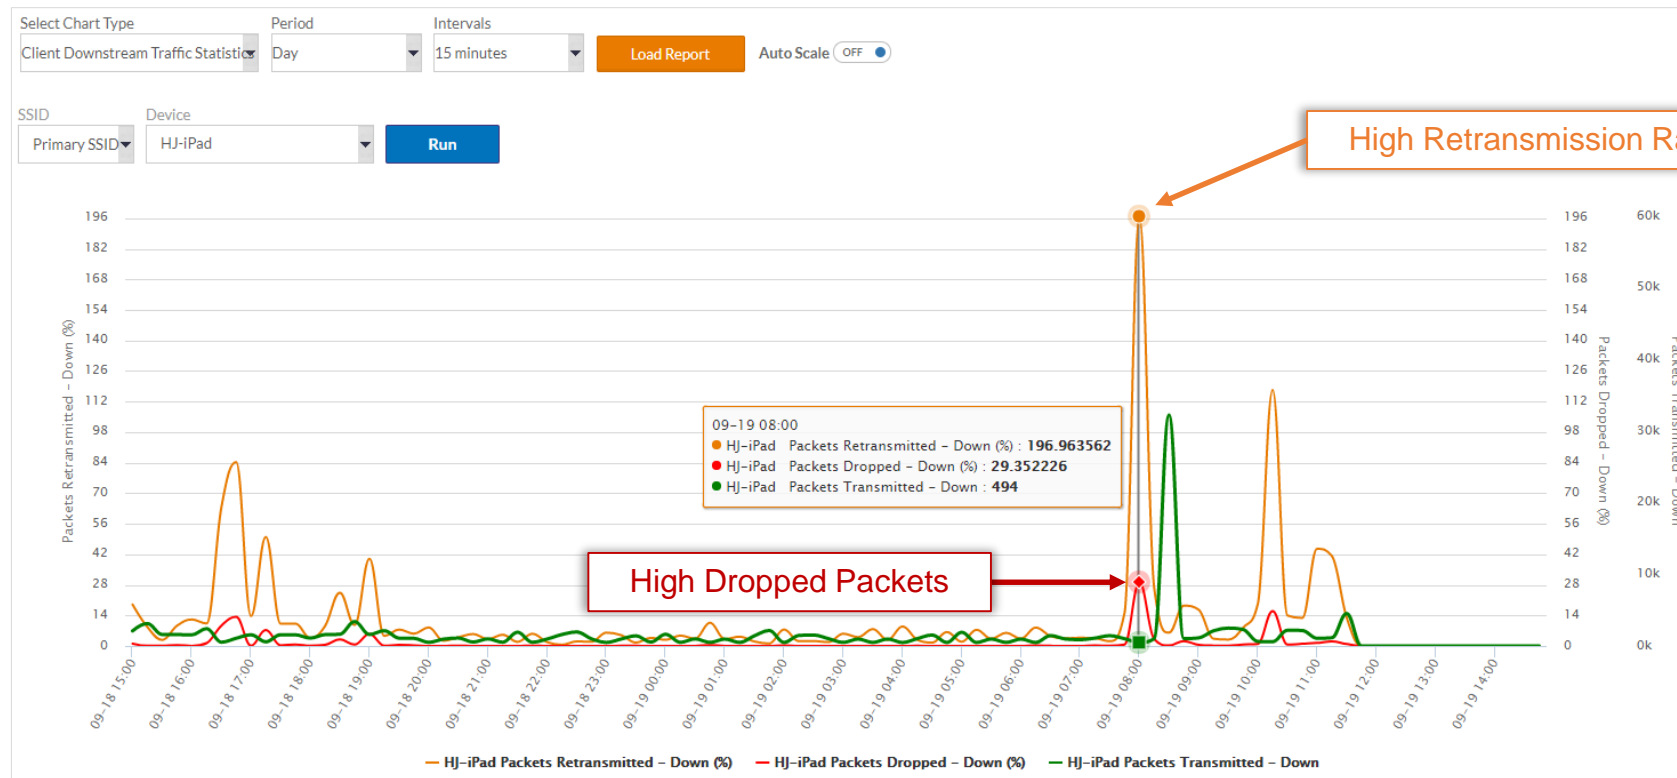 Select Chart Type Period Intervals
Client Downstream Traffic Statistics Day 15 minutes Load Report Auto Scale OFF
SSID Device
Primary SSID HJ-iPad Run
High Retransmission
196 196 60k
182 182
168 168 50k
154 154
140 140
126 126 40k
112 112
98 98 30k
84 84
70 70 20k
56 56
42 42
28 28 10k
14 14
0 0 0k
Packets Retransmitted – Down (%)
Packets Dropped – Down (%)
Packets Transmitted – Down
09-19 08:00
HJ-iPad Packets Retransmitted – Down (%) : 196.963562
HJ-iPad Packets Dropped – Down (%) : 29.352226
HJ-iPad Packets Transmitted – Down : 494
High Dropped Packets
09-18 15:00 09-18 16:00 09-18 17:00 09-18 18:00 09-18 19:00 09-18 20:00 09-18 21:00 09-18 22:00 09-18 23:00 09-19 00:00 09-19 01:00 09-19 02:00 09-19 03:00 09-19 04:00 09-19 05:00 09-19 06:00 09-19 07:00 09-19 08:00 09-19 09:00 09-19 10:00 09-19 11:00 09-19 12:00 09-19 13:00 09-19 14:00
HJ-iPad Packets Retransmitted – Down (%) HJ-iPad Packets Dropped – Down (%) HJ-iPad Packets Transmitted – Down